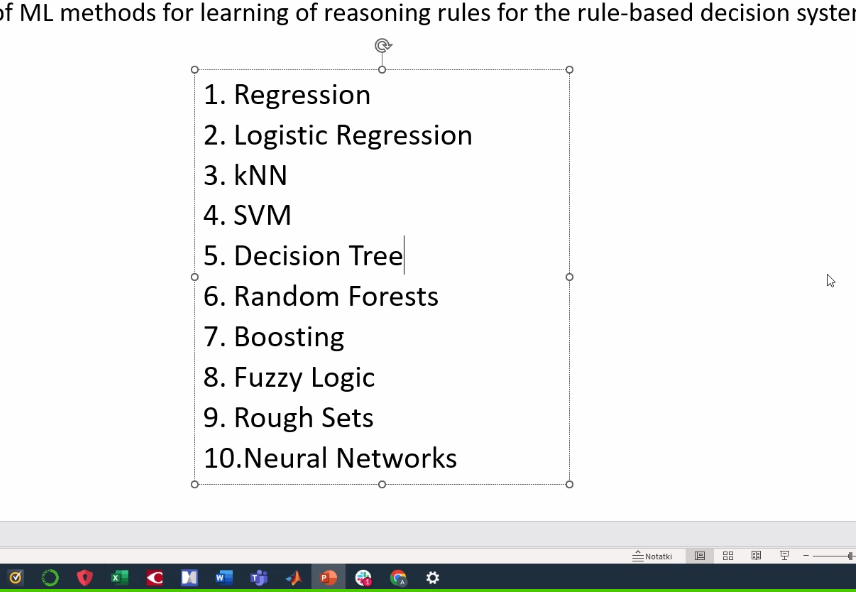 of ML methods for learning of reasoning rules for the rule-based decision system
1. Regression
2. Logistic Regression
3. kNN
4. SVM
5. Decision Tree
6. Random Forests
7. Boosting
8. Fuzzy Logic
9. Rough Sets
10.Neural Networks
Notatki